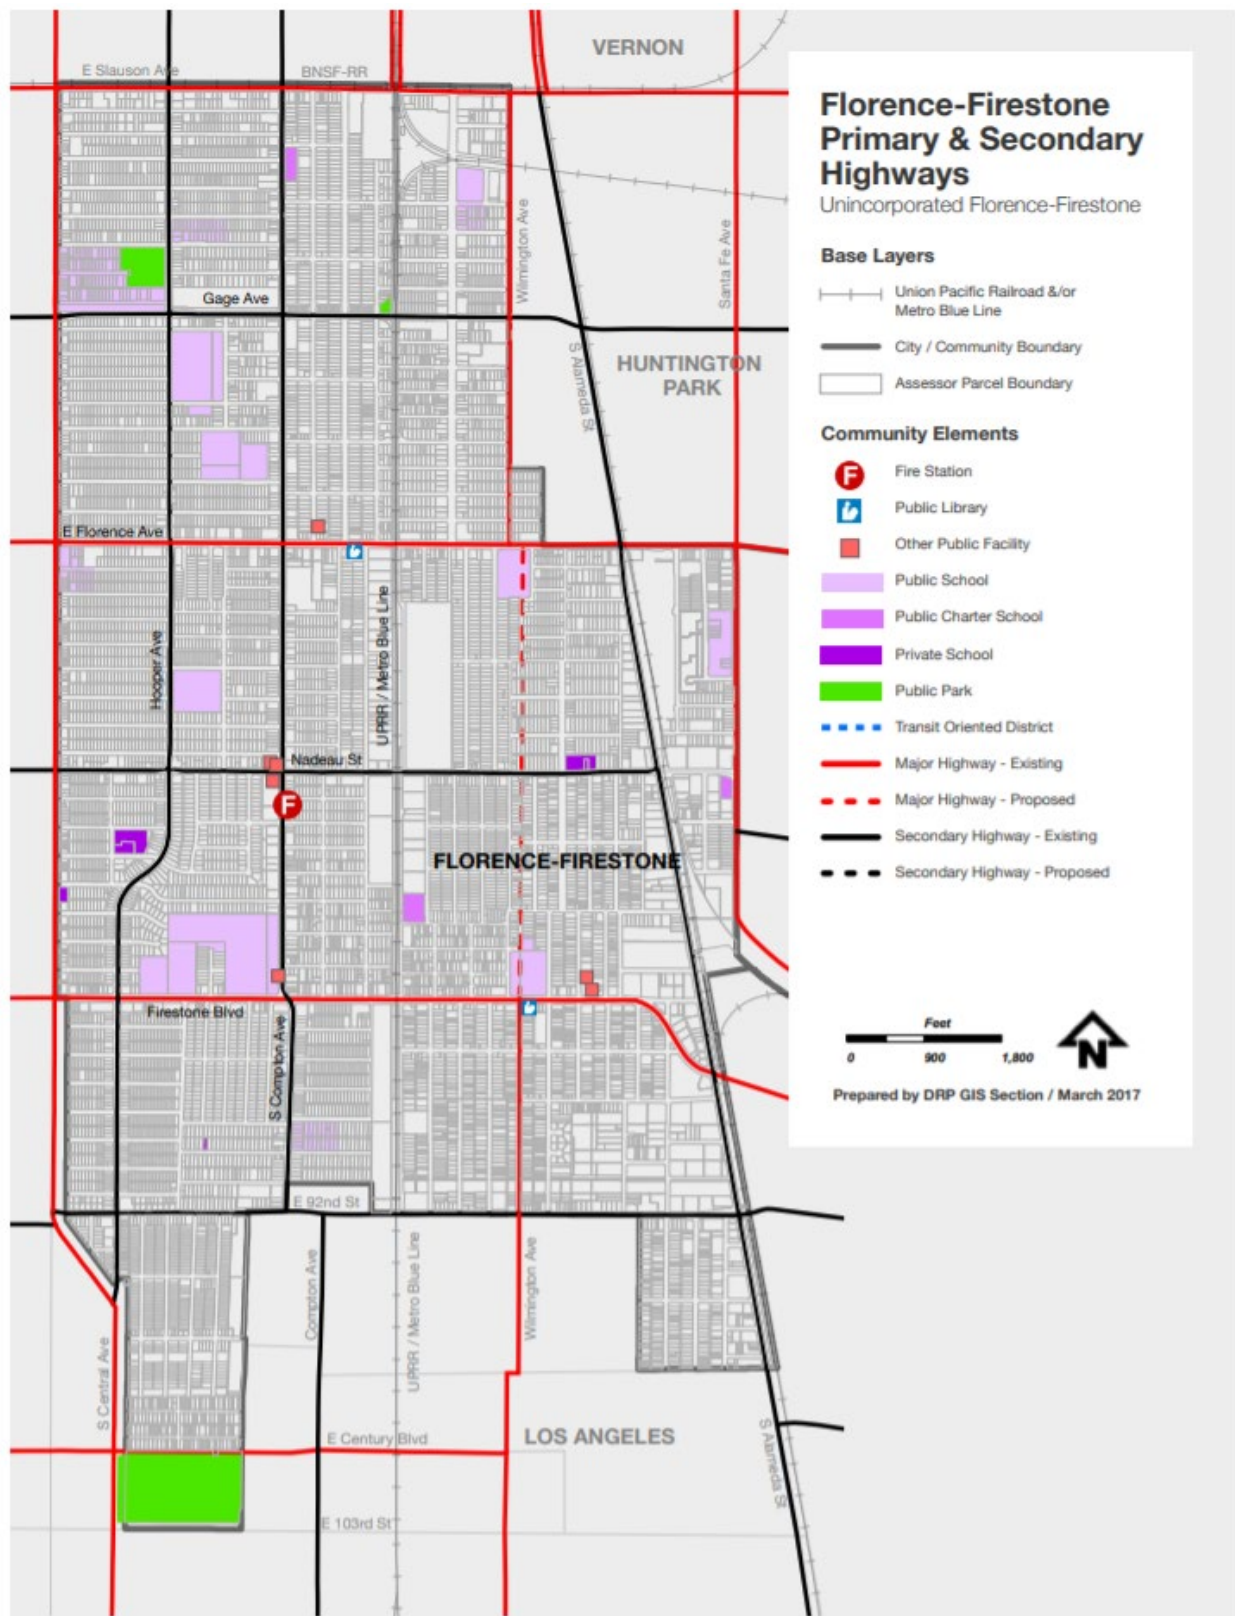 VERNON
E Slauson Ave
BNSF-RR
Wilmington Ave
Santa Fe Ave
Gage Ave
S Alameda St
HUNTINGTON
PARK
E Florence Ave
Hooper Ave
UPRR / Metro Blue Line
Nadeau St
F
FLORENCE-FIRESTONE
Firestone Blvd
S Compton Ave
E 92nd St
Compton Ave
UPRR / Metro Blue Line
Wilmington Ave
S Central Ave
E Century Blvd
LOS ANGELES
S Alameda St
E 103rd St
Florence-Firestone
Primary & Secondary
Highways
Unincorporated Florence-Firestone
Base Layers
Union Pacific Railroad &/or
Metro Blue Line
City / Community Boundary
Assessor Parcel Boundary
Community Elements
F Fire Station
Public Library
Other Public Facility
Public School
Public Charter School
Private School
Public Park
Transit Oriented District
Major Highway - Existing
Major Highway - Proposed
Secondary Highway - Existing
Secondary Highway - Proposed
Feet
0 900 1,800
N
Prepared by DRP GIS Section / March 2017